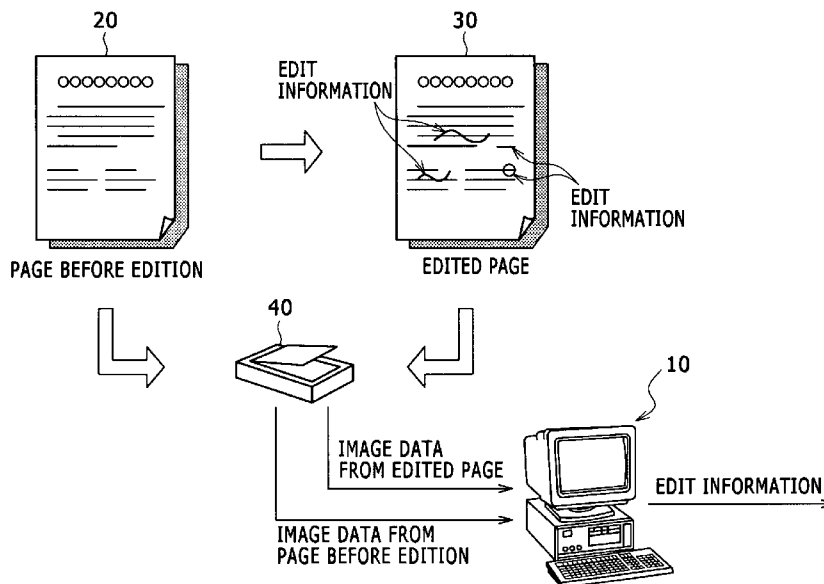 20
30
EDIT
INFORMATION
EDIT
INFORMATION
PAGE BEFORE EDITION
EDITED PAGE
40
10
IMAGE DATA
FROM EDITED PAGE
EDIT INFORMATION
IMAGE DATA FROM
PAGE BEFORE EDITION